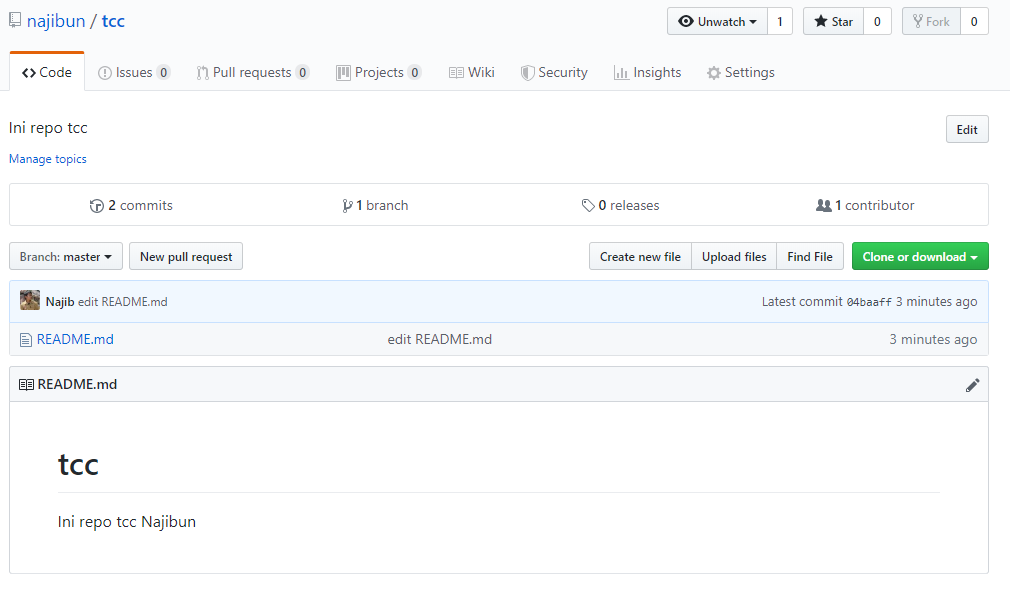 najibun / tcc
Unwatch 1 Star 0 Fork 0
Code Issues 0 Pull requests 0 Projects 0 Wiki Security Insights Settings
Ini repo tcc
Edit
Manage topics
2 commits 1 branch 0 releases 1 contributor
Branch: master New pull request Create new file Upload files Find File Clone or download
Najib edit README.md Latest commit 04baaff 3 minutes ago
README.md edit README.md 3 minutes ago
README.md
tcc
Ini repo tcc Najibun